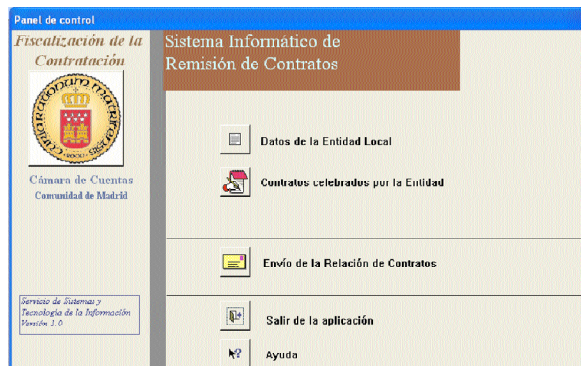 Panel de control
Fiscalización de la
Contratación
Cámara de Cuentas
Comunidad de Madrid
Servicio de Sistemas y
Tecnología de la Información
Versión 1.0
Sistema Informático de
Remisión de Contratos
Datos de la Entidad Local
Contratos celebrados por la Entidad
Envío de la Relación de Contratos
Salir de la aplicación
Ayuda